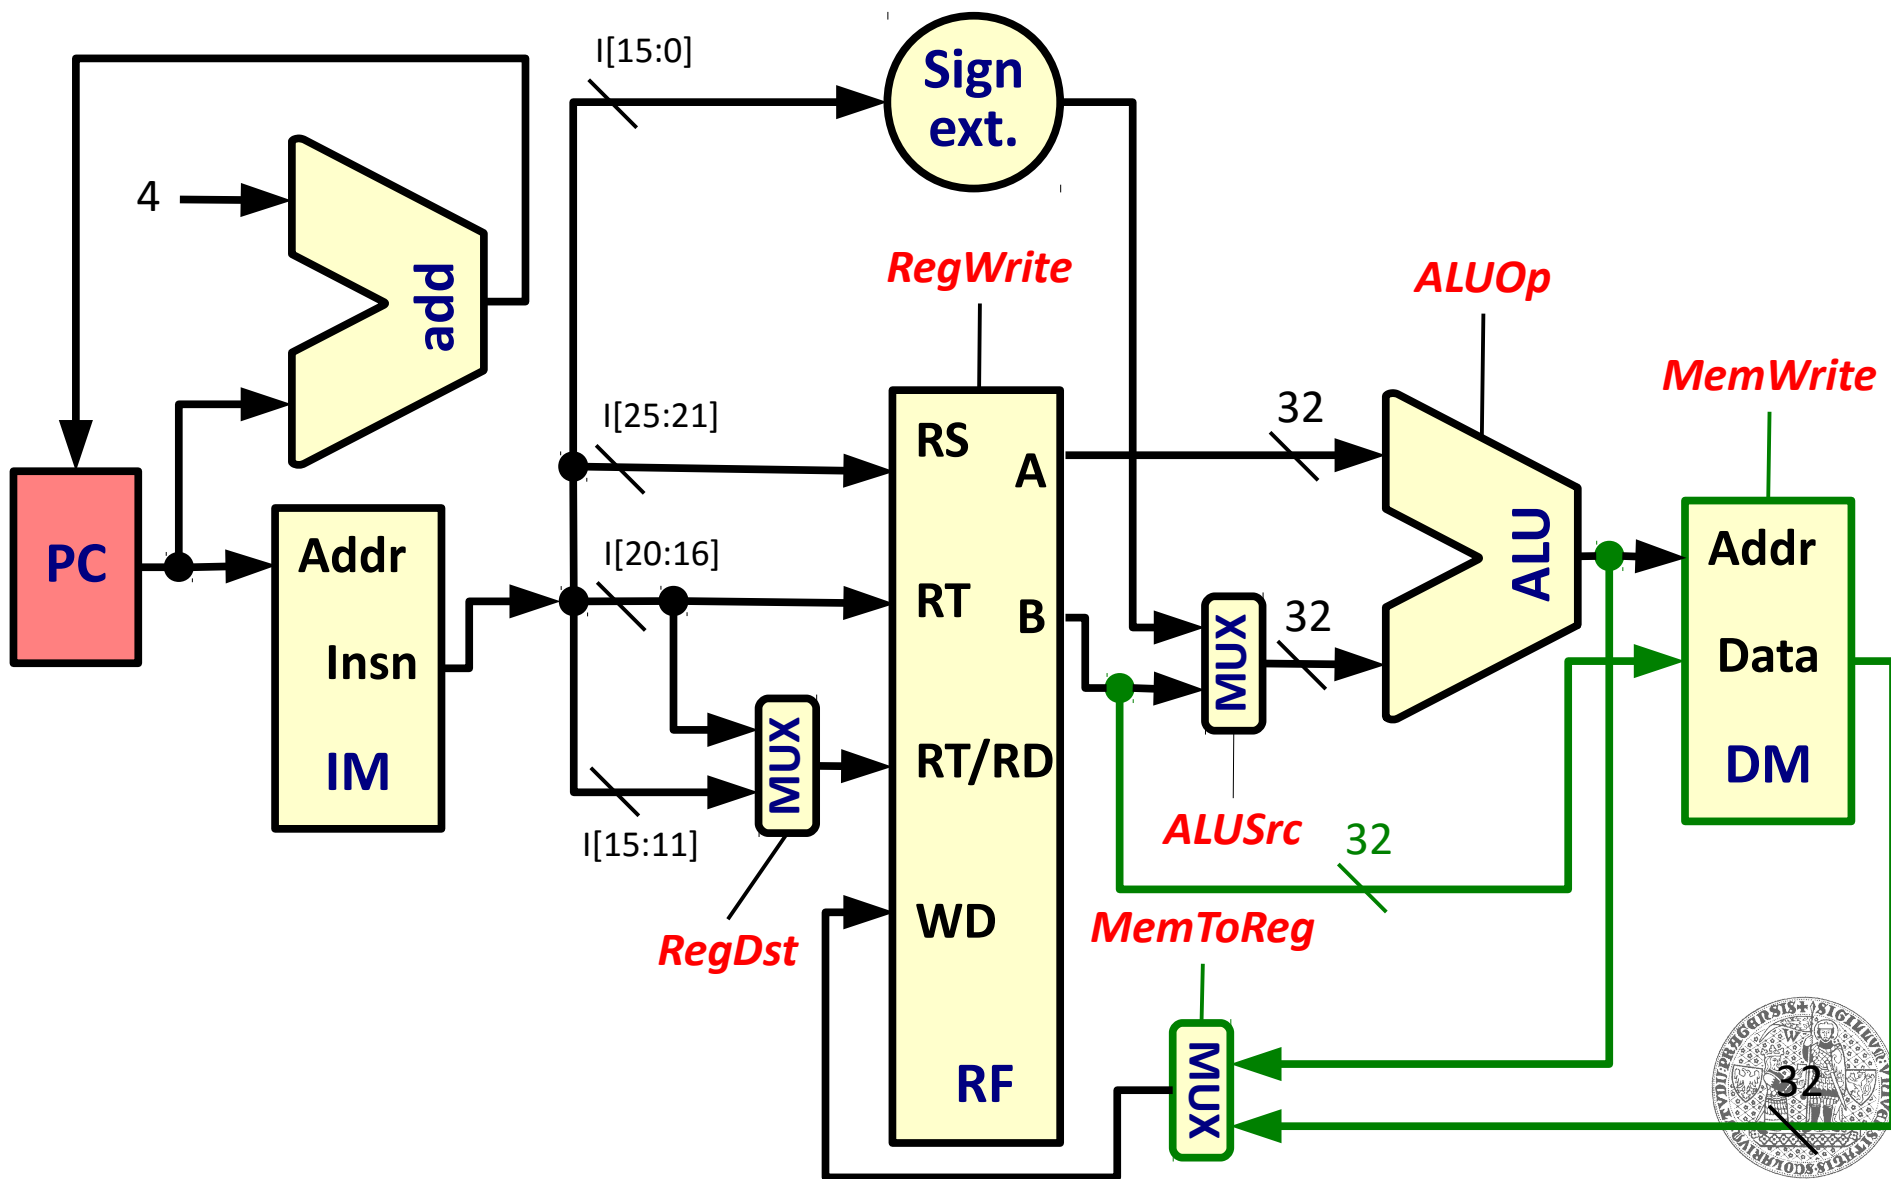 I[15:0]
Sign
ext.
4
add
RegWrite
ALUOp
MemWrite
I[25:21]
32
RS
A
PC
Addr
Insn
IM
I[20:16]
RT
B
MUX
32
ALU
Addr
Data
DM
MUX
RT/RD
I[15:11]
ALUSrc
32
RegDst
WD
MemToReg
RF
MUX
32